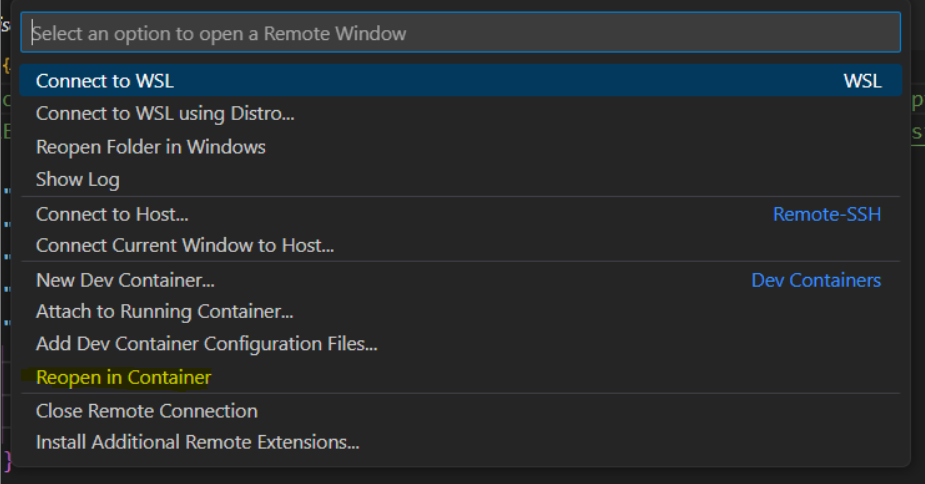 Select an option to open a Remote Window
Connect to WSL WSL
Connect to WSL using Distro...
Reopen Folder in Windows
Show Log
Connect to Host... Remote-SSH
Connect Current Window to Host...
New Dev Container... Dev Containers
Attach to Running Container...
Add Dev Container Configuration Files...
Reopen in Container
Close Remote Connection
Install Additional Remote Extensions...
}